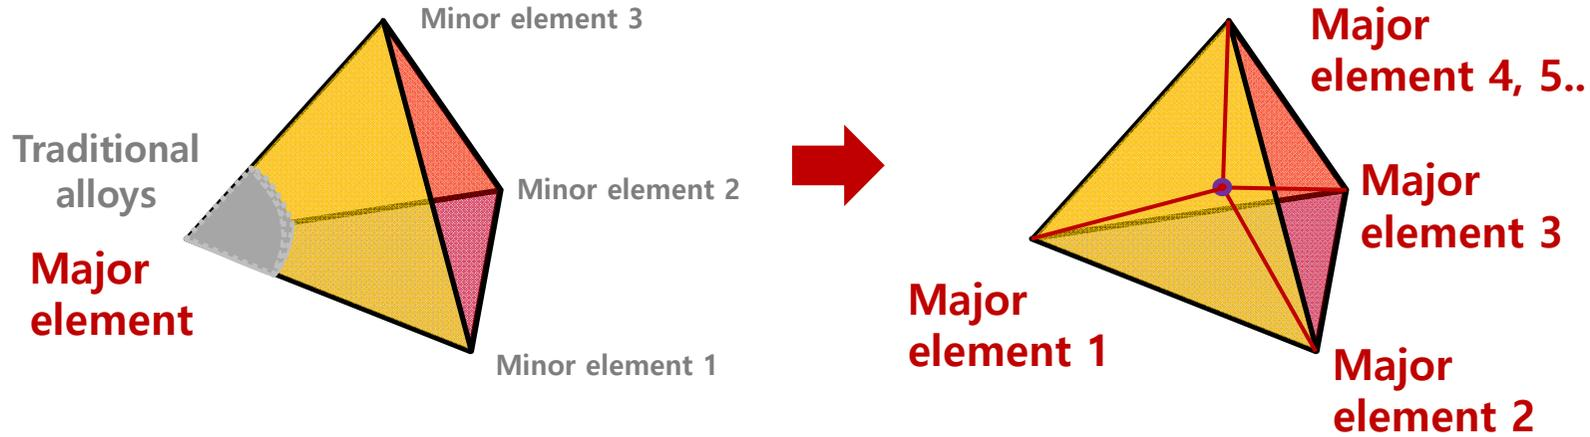 Minor element 3
Traditional
alloys
Minor element 2
Major
element
Minor element 1
Major
element 4, 5..
Major
element 3
Major
element 1
Major
element 2